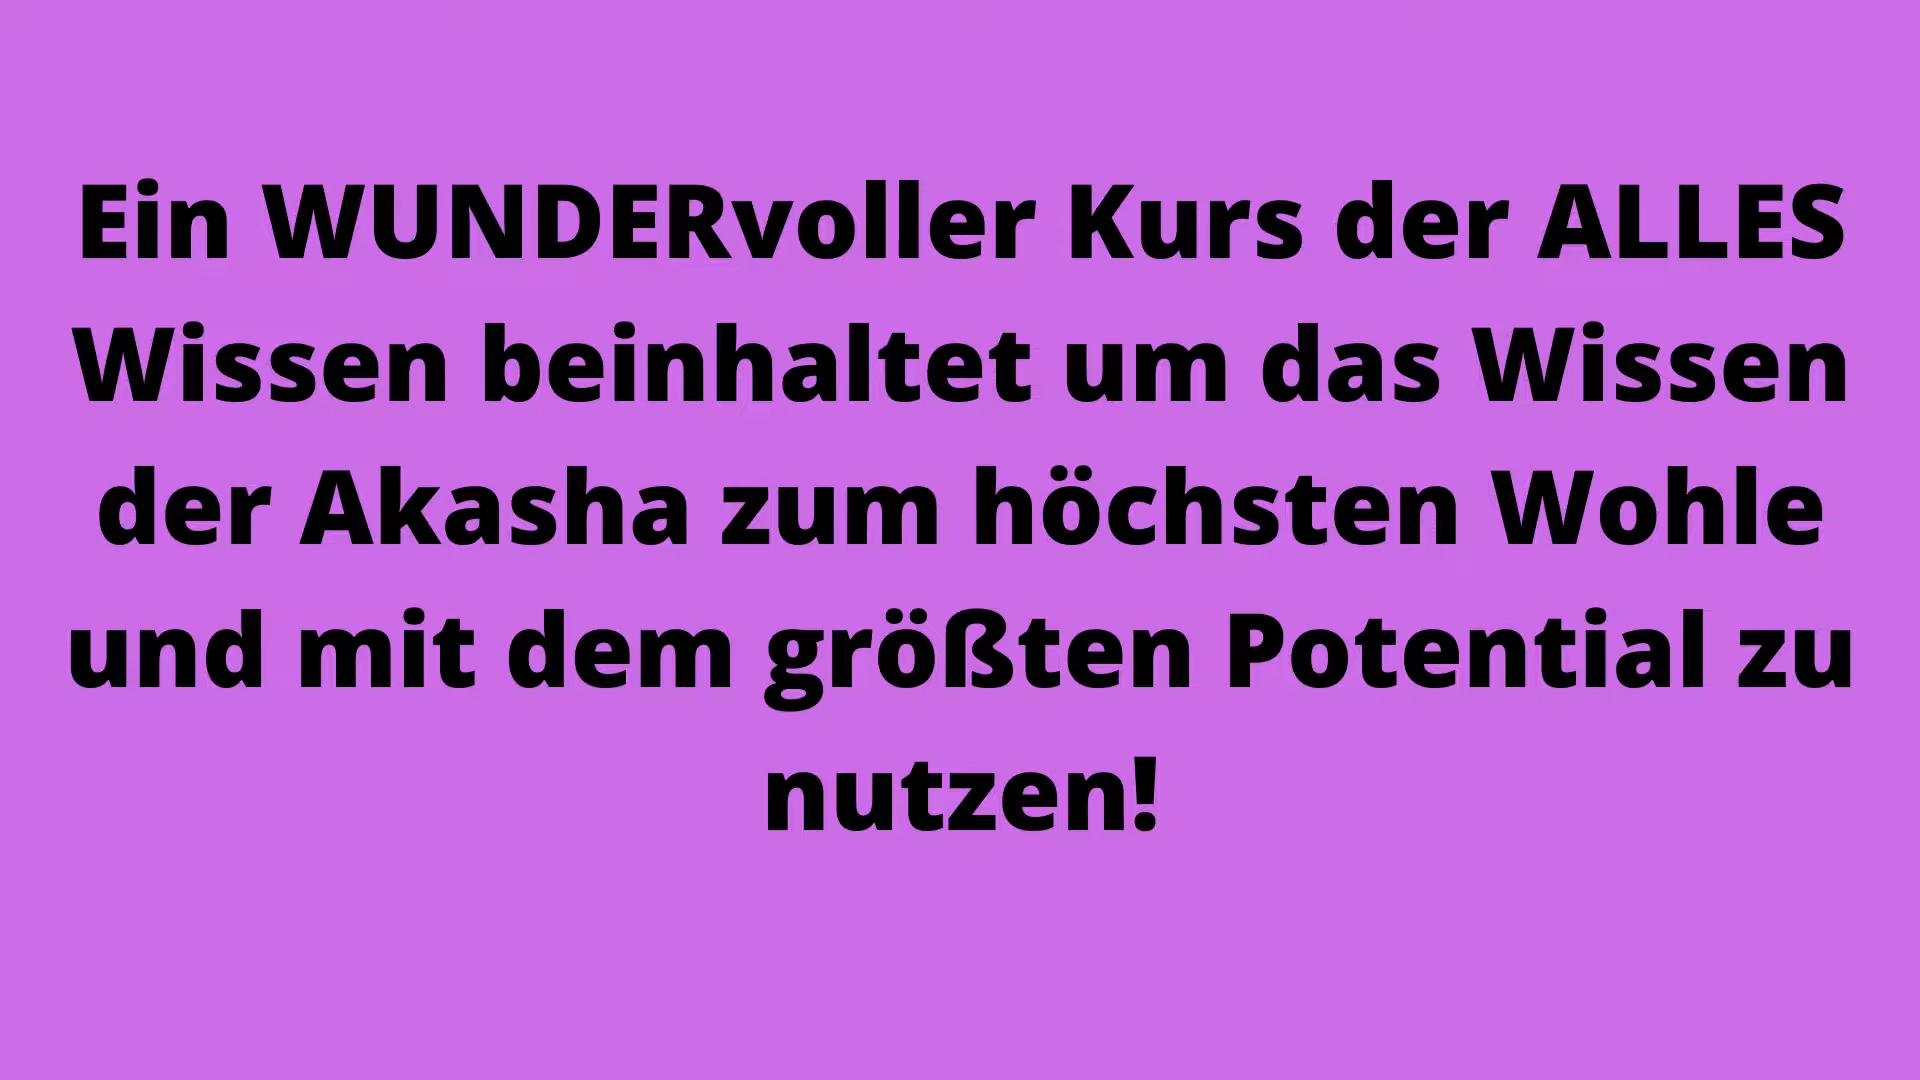 Ein WUNDERvoller Kurs der ALLES
Wissen beinhaltet um das Wissen
der Akasha zum höchsten Wohle
und mit dem größten Potential zu
nutzen!